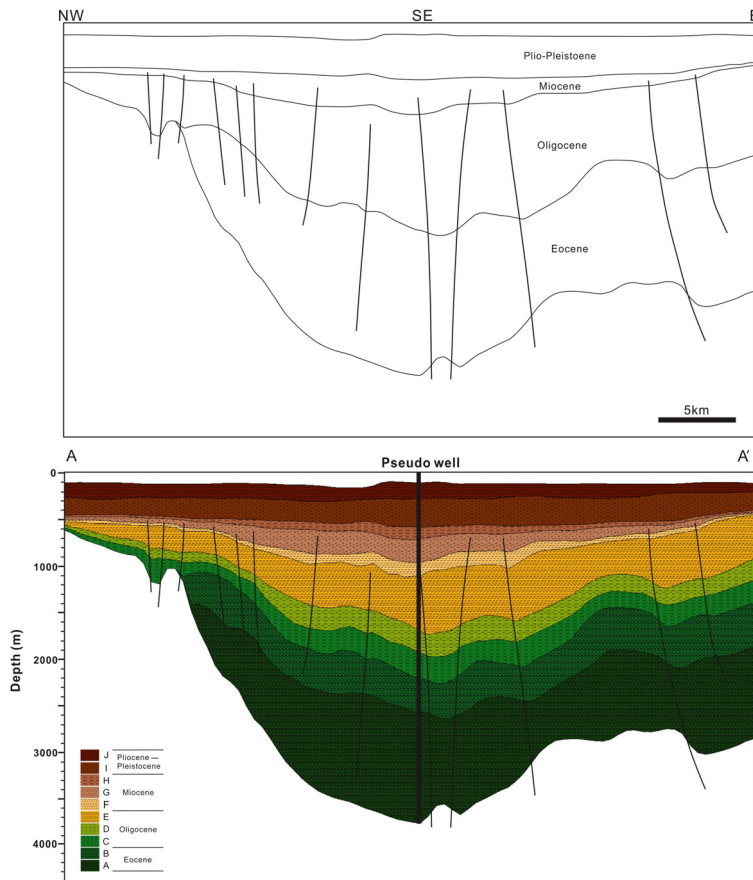 NW SE E
Plio-Pleistoene
Miocene
Oligocene
Eocene
5km
A A'
Pseudo well
0
1000
2000
3000
4000
Depth (m)
J
I
H
G
F
E
D
C
B
A
Pliocene —
Pleistocene
Miocene
Oligocene
Eocene